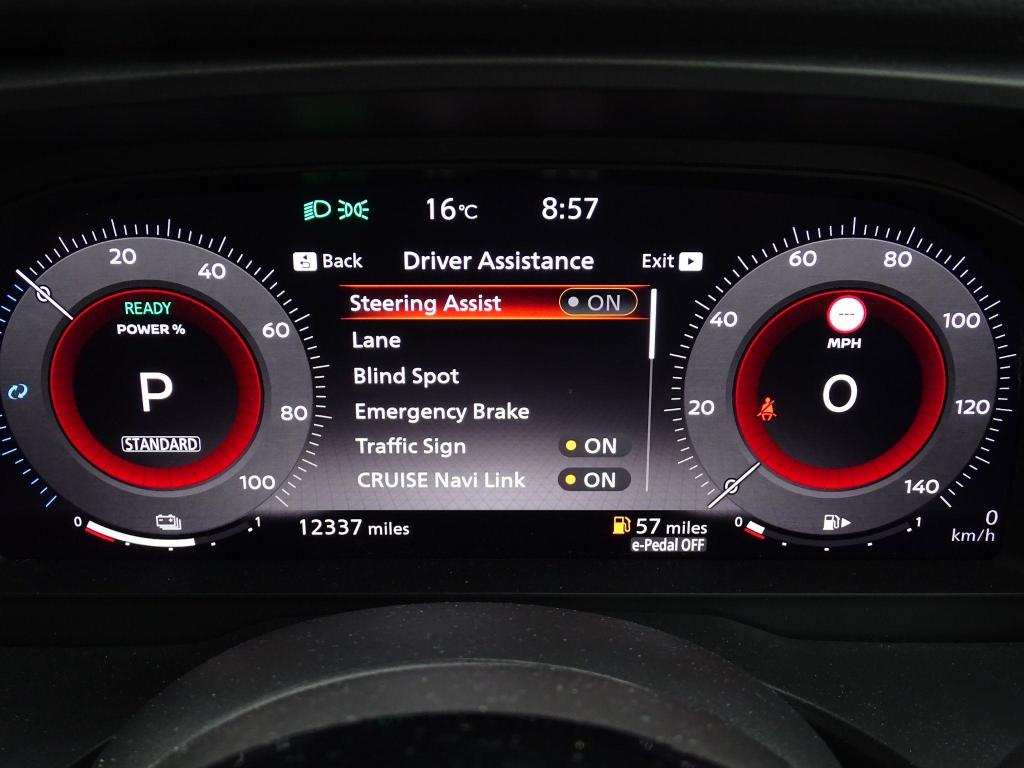 16°C 8:57
Back Driver Assistance Exit
Steering Assist ON
Lane
Blind Spot
Emergency Brake
Traffic Sign ON
CRUISE Navi Link ON
0 20 40 60 80 100
READY
POWER %
P
STANDARD
0 1
12337 miles
57 miles
e-Pedal OFF
0 20 40 60 80 100 120 140
---
MPH
0
0 1
0
km/h